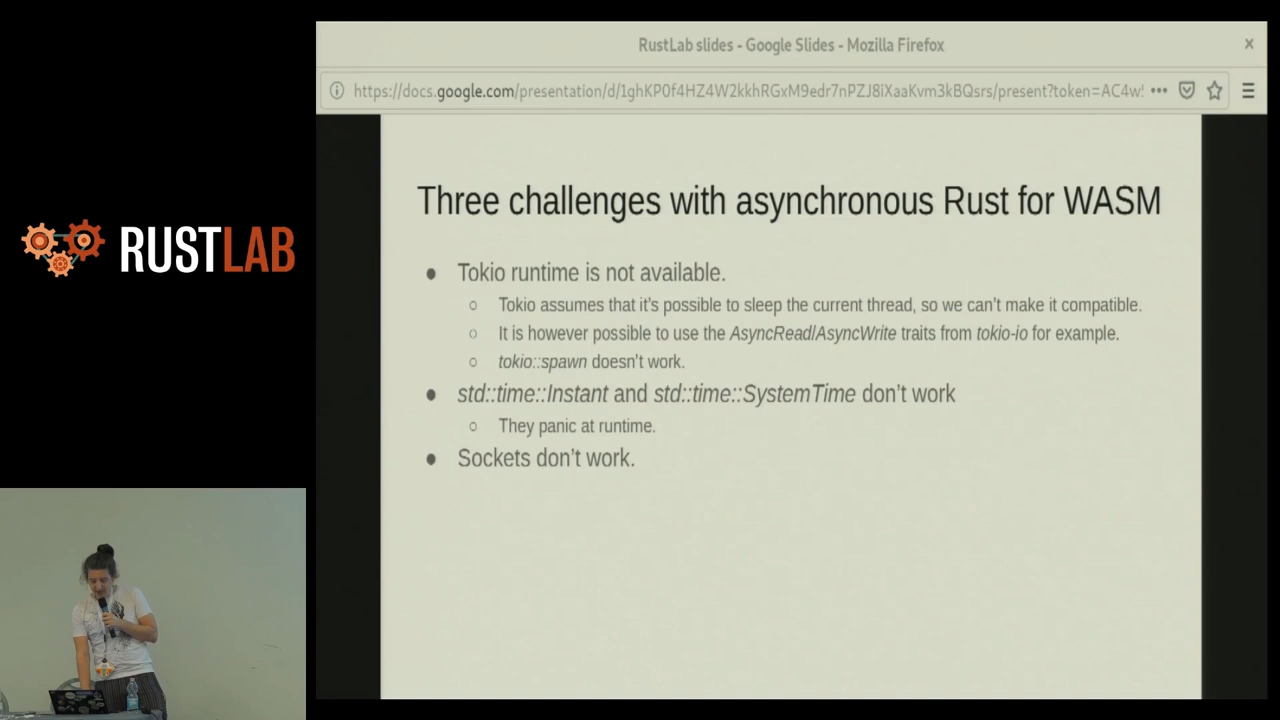 RustLab slides - Google Slides - Mozilla Firefox
https://docs.google.com/presentation/d/1ghKP0f4HZ4W2kkhRGxM9edr7nPZJ8iXaaKvm3kBQsrs/present?token=AC4w!
Three challenges with asynchronous Rust for WASM
● Tokio runtime is not available.
○ Tokio assumes that it's possible to sleep the current thread, so we can't make it compatible.
○ It is however possible to use the AsyncRead/AsyncWrite traits from tokio-io for example.
○ tokio::spawn doesn't work.
● std::time::Instant and std::time::SystemTime don't work
○ They panic at runtime.
● Sockets don't work.
RUSTLAB